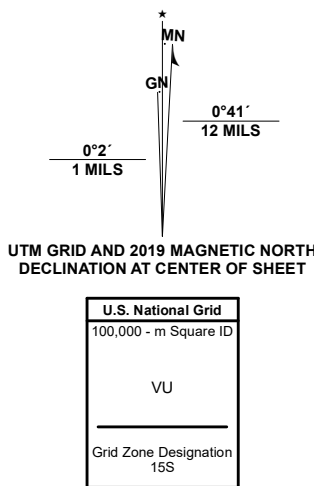 ★
MN
GN
0°41´
12 MILS
0°2´
1 MILS
UTM GRID AND 2019 MAGNETIC NORTH
DECLINATION AT CENTER OF SHEET
U.S. National Grid
100,000 - m Square ID
VU
Grid Zone Designation
15S